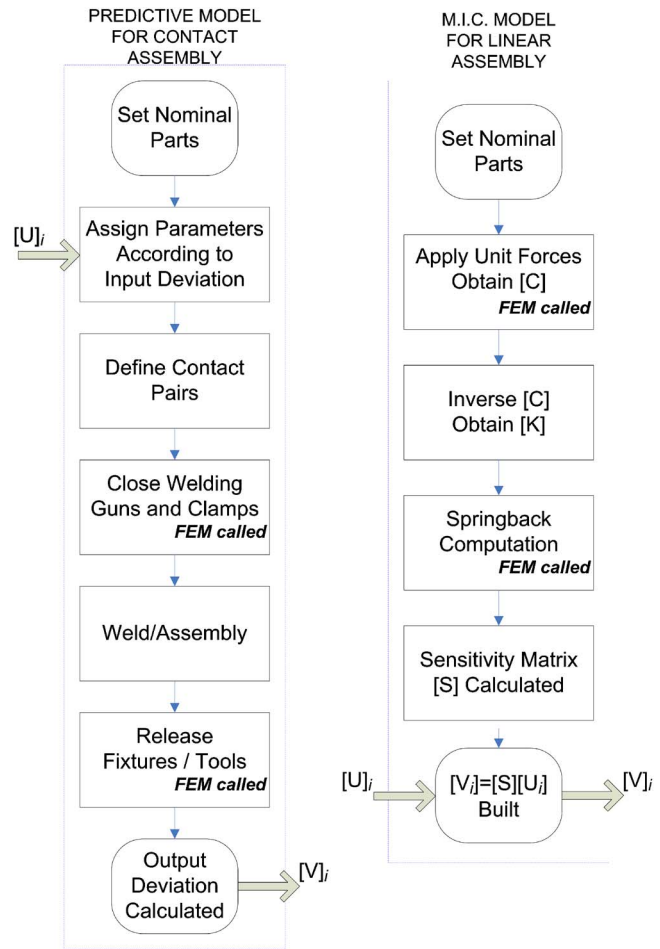 PREDICTIVE MODEL
FOR CONTACT
ASSEMBLY
Set Nominal
Parts
[U]i
Assign Parameters
According to
Input Deviation
Define Contact
Pairs
Close Welding
Guns and Clamps
FEM called
Weld/Assembly
Release
Fixtures / Tools
FEM called
Output
Deviation
Calculated
[V]i
M.I.C. MODEL
FOR LINEAR
ASSEMBLY
Set Nominal
Parts
Apply Unit Forces
Obtain [C]
FEM called
Inverse [C]
Obtain [K]
Springback
Computation
FEM called
Sensitivity Matrix
[S] Calculated
[U]i
[Vi]=[S][Ui]
Built
[V]i